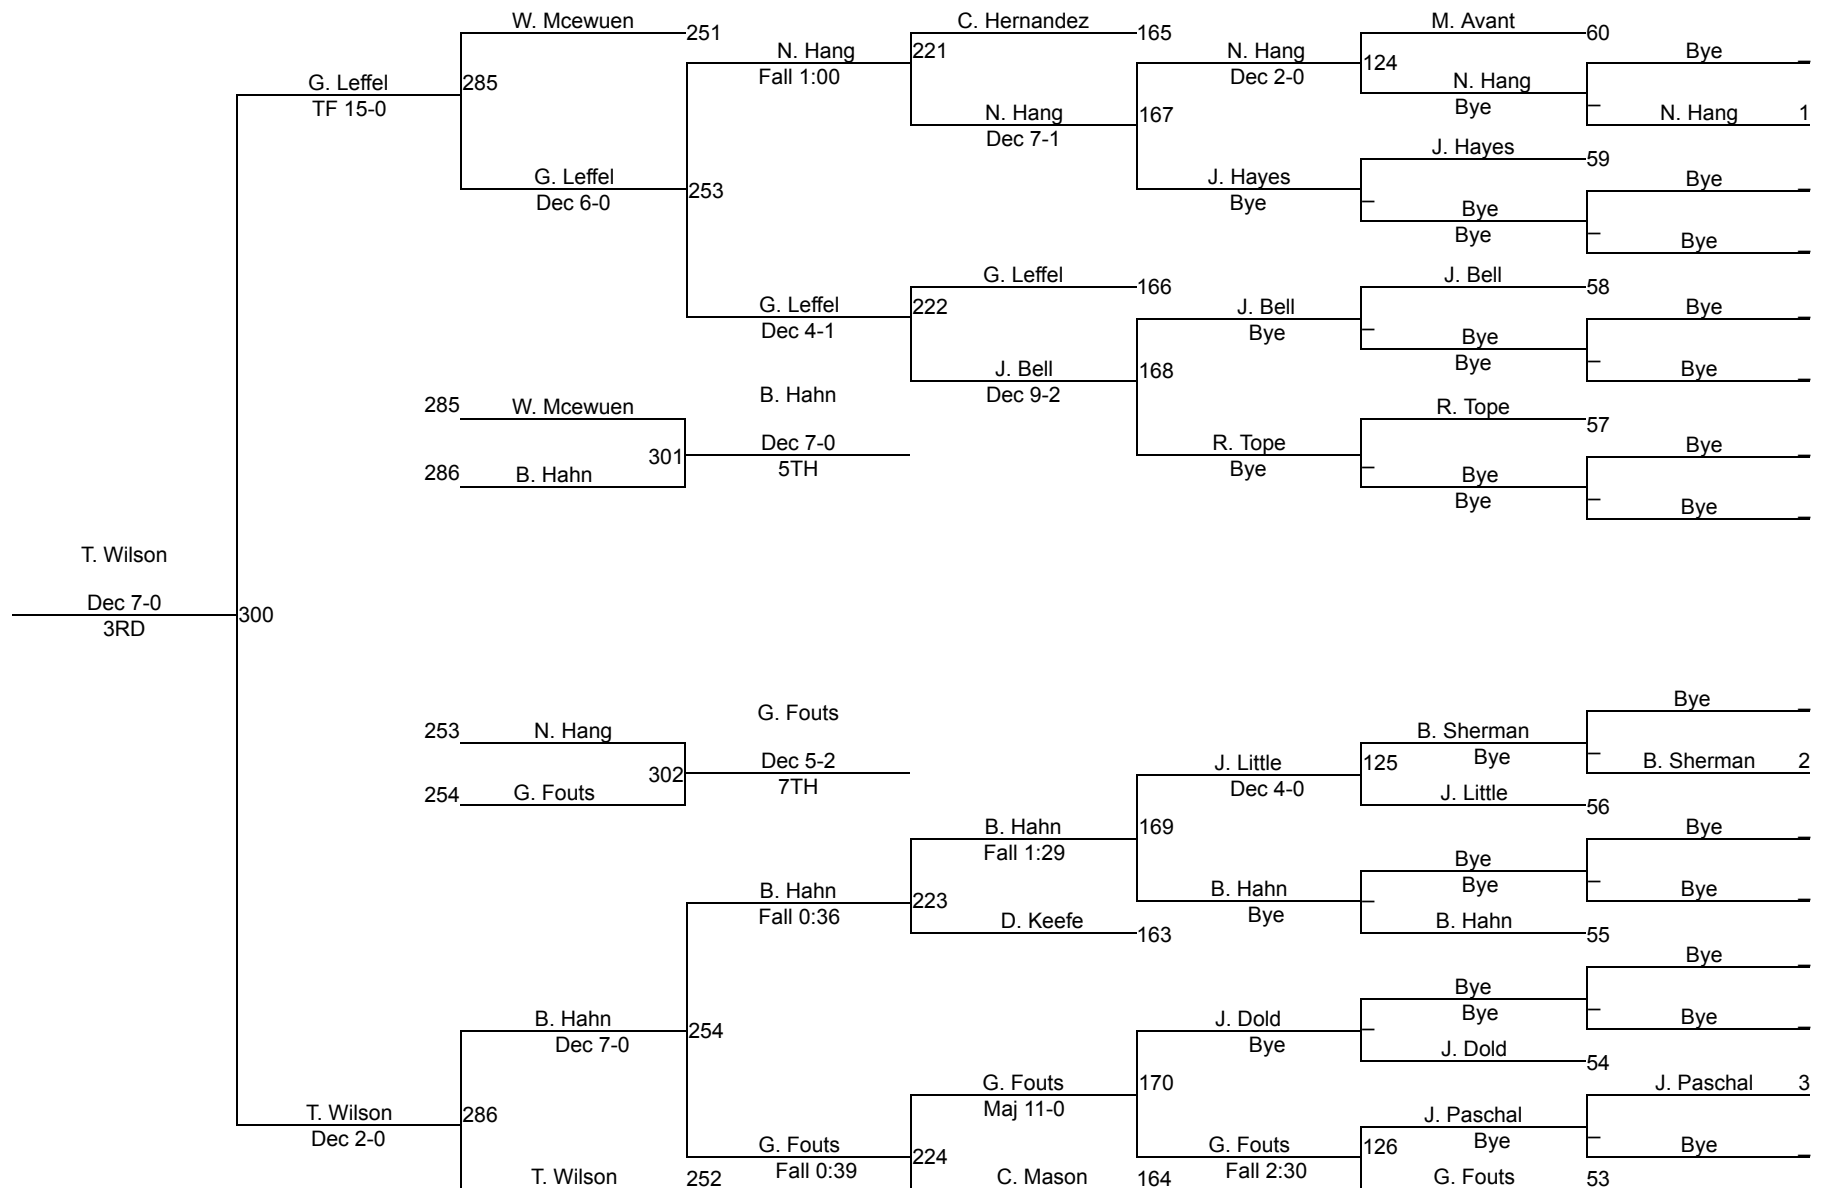 W. Mcewuen
251
C. Hernandez
165
M. Avant
60
N. Hang
Fall 1:00
221
N. Hang
Dec 2-0
124
Bye
_
G. Leffel
TF 15-0
285
N. Hang
Bye
_
N. Hang
1
N. Hang
Dec 7-1
167
J. Hayes
59
G. Leffel
Dec 6-0
253
J. Hayes
Bye
_
Bye
_
Bye
Bye
_
Bye
_
G. Leffel
166
J. Bell
58
G. Leffel
Dec 4-1
222
J. Bell
Bye
_
Bye
_
Bye
Bye
_
Bye
_
J. Bell
Dec 9-2
168
B. Hahn
285
W. Mcewuen
R. Tope
57
301
Dec 7-0
5TH
R. Tope
Bye
_
Bye
_
286
B. Hahn
Bye
Bye
_
Bye
_
T. Wilson
Dec 7-0
3RD
300
Bye
_
G. Fouts
253
N. Hang
B. Sherman
Bye
_
302
Dec 5-2
7TH
J. Little
Dec 4-0
125
B. Sherman
2
254
G. Fouts
J. Little
56
B. Hahn
Fall 1:29
169
Bye
_
Bye
Bye
_
B. Hahn
Fall 0:36
223
B. Hahn
Bye
_
Bye
_
D. Keefe
163
B. Hahn
55
Bye
_
Bye
Bye
_
B. Hahn
Dec 7-0
254
J. Dold
Bye
_
Bye
_
J. Dold
54
G. Fouts
Maj 11-0
170
J. Paschal
3
T. Wilson
Dec 2-0
286
J. Paschal
Bye
_
G. Fouts
Fall 0:39
224
G. Fouts
Fall 2:30
126
Bye
_
T. Wilson
252
C. Mason
164
G. Fouts
53